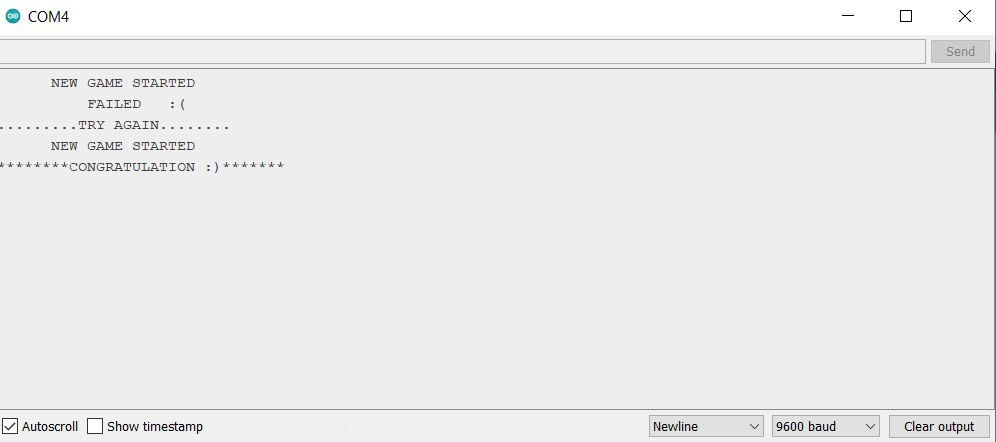 COM4
Send
NEW GAME STARTED
FAILED :(
.........TRY AGAIN........
NEW GAME STARTED
********CONGRATULATION :)*******
Autoscroll Show timestamp Newline 9600 baud Clear output